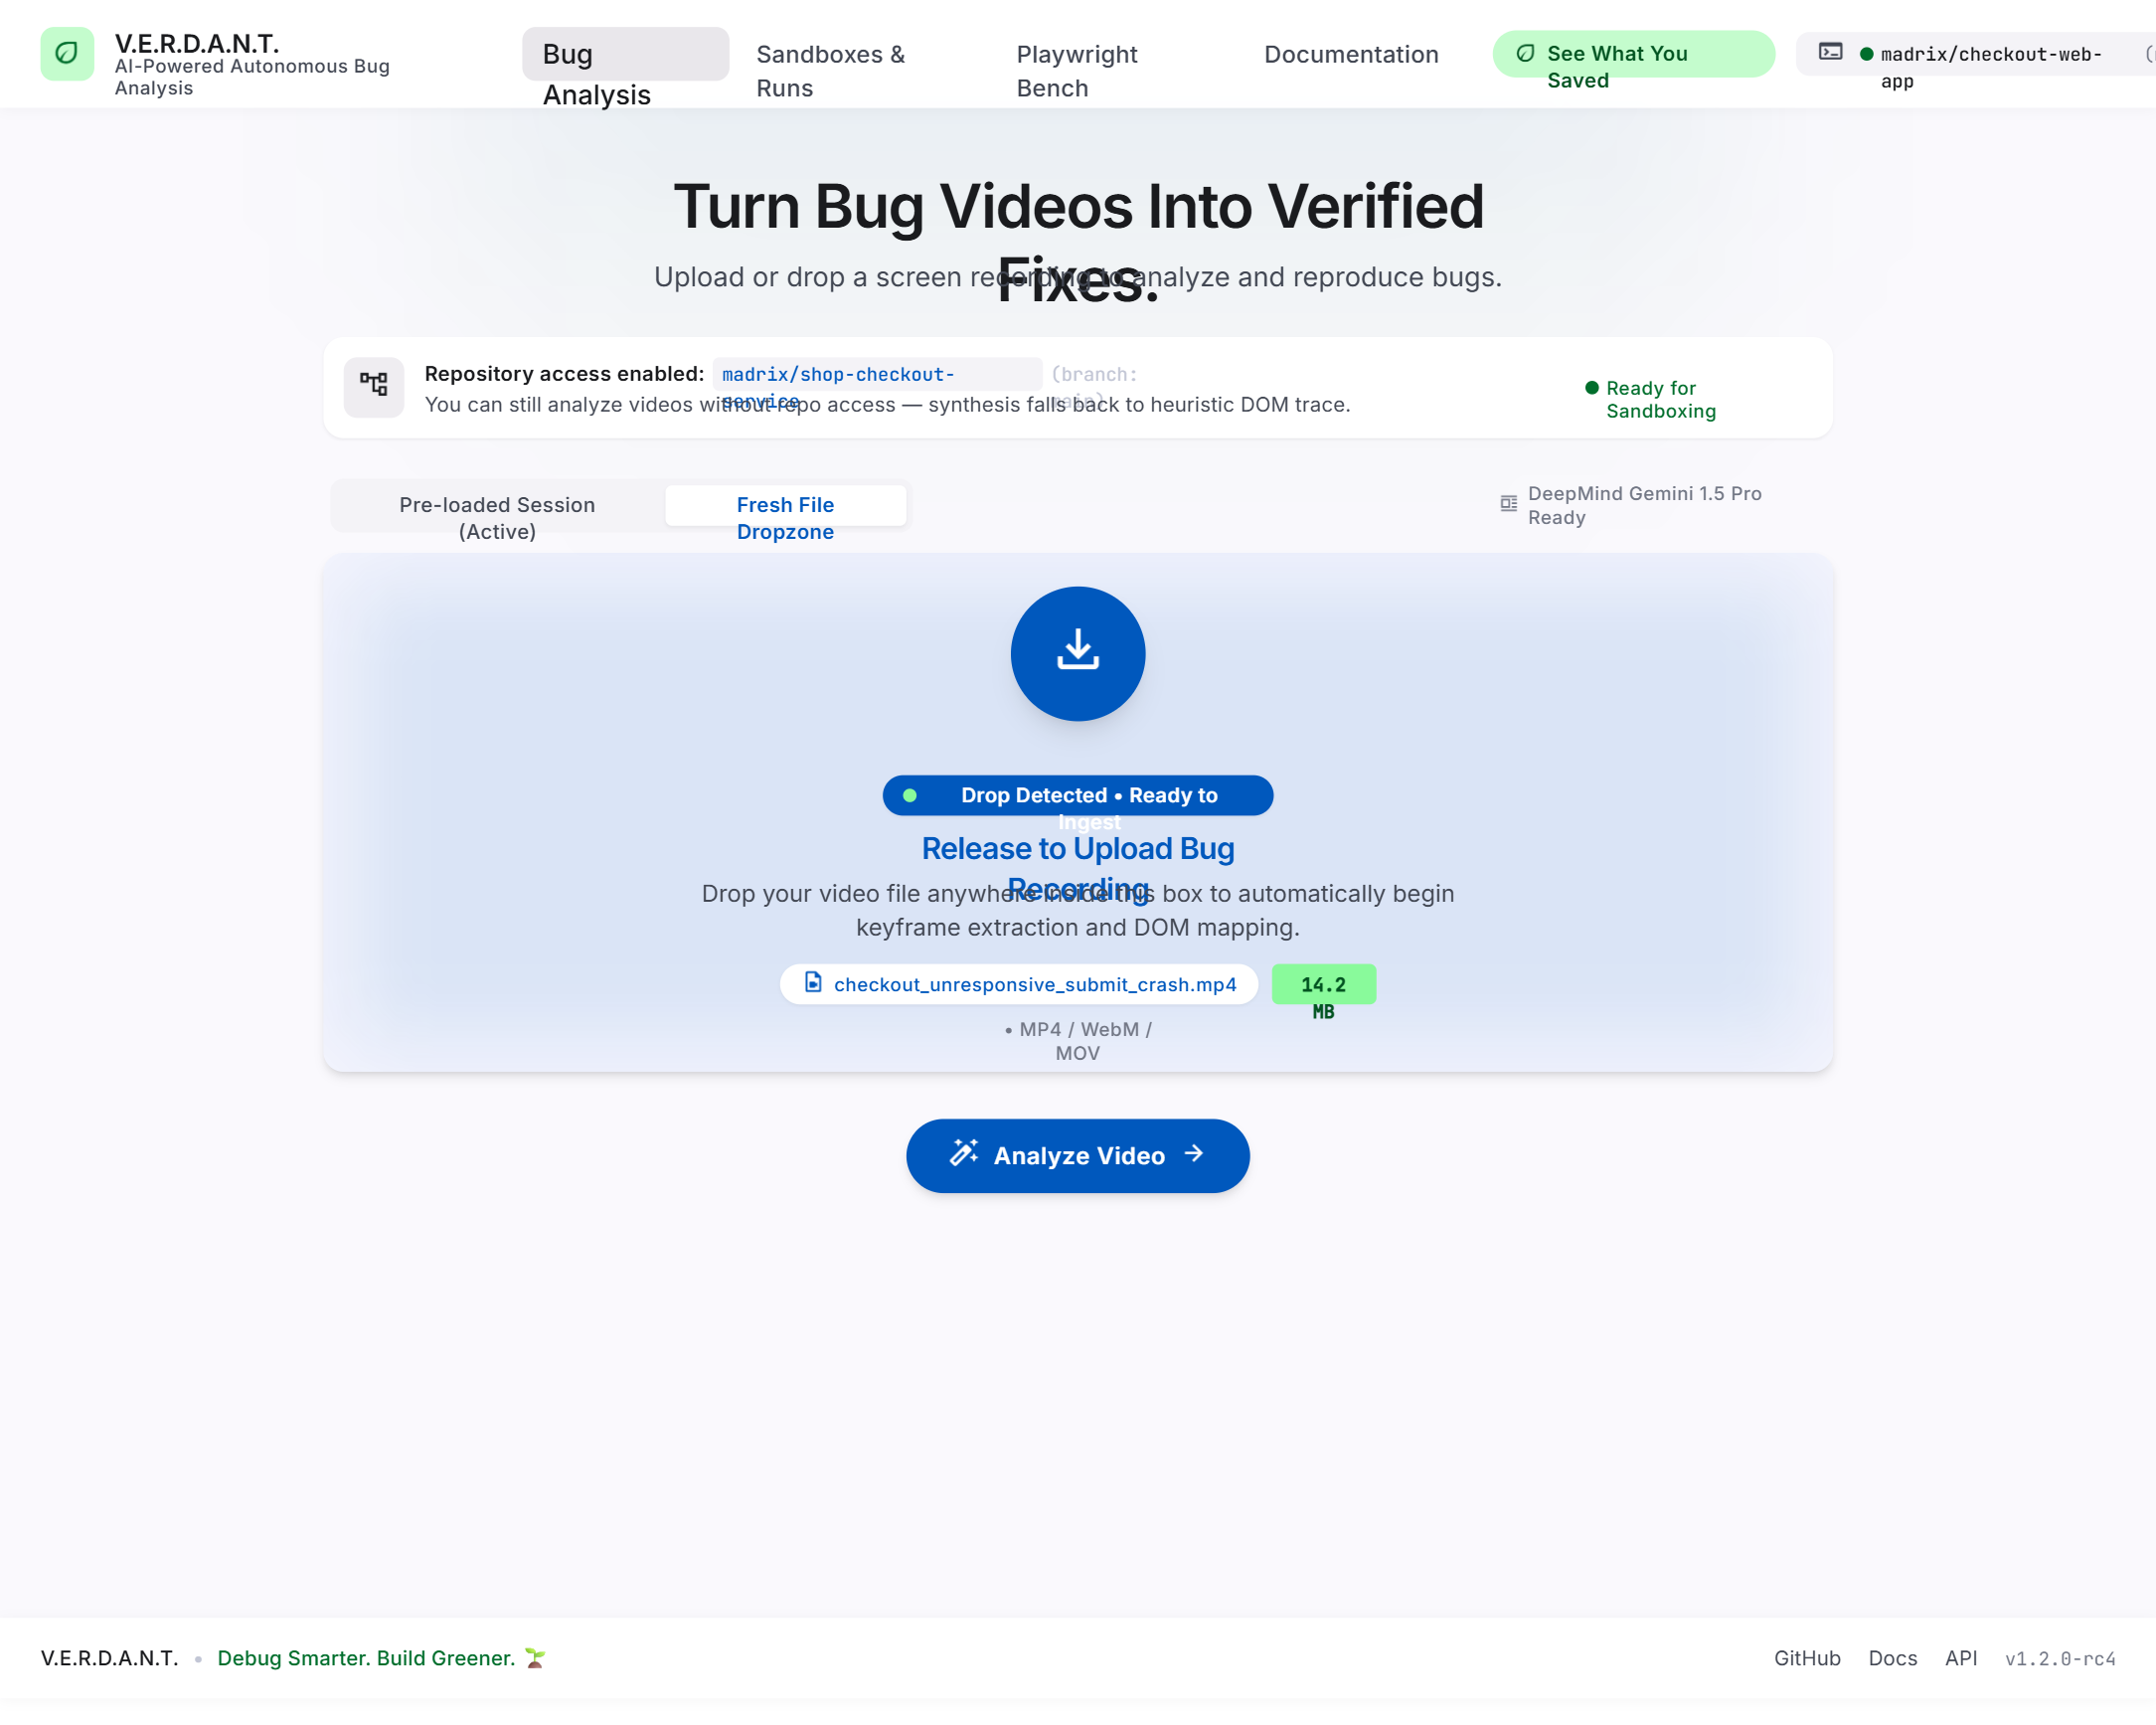 V.E.R.D.A.N.T.
AI-Powered Autonomous Bug
Analysis
Bug
Analysis
Sandboxes &
Runs
Playwright
Bench
Documentation
See What You
Saved
madrix/checkout-web-
app
Turn Bug Videos Into Verified
Fixes.
Upload or drop a screen recording to analyze and reproduce bugs.
Repository access enabled:
madrix/shop-checkout-
service
(branch:
main)
You can still analyze videos without repo access — synthesis falls back to heuristic DOM trace.
Ready for
Sandboxing
Pre-loaded Session
(Active)
Fresh File
Dropzone
DeepMind Gemini 1.5 Pro
Ready
Drop Detected • Ready to
Ingest
Release to Upload Bug
Recording
Drop your video file anywhere inside this box to automatically begin
keyframe extraction and DOM mapping.
checkout_unresponsive_submit_crash.mp4
14.2
MB
• MP4 / WebM /
MOV
Analyze Video
V.E.R.D.A.N.T. • Debug Smarter. Build Greener. 🌱
GitHub
Docs
API
v1.2.0-rc4